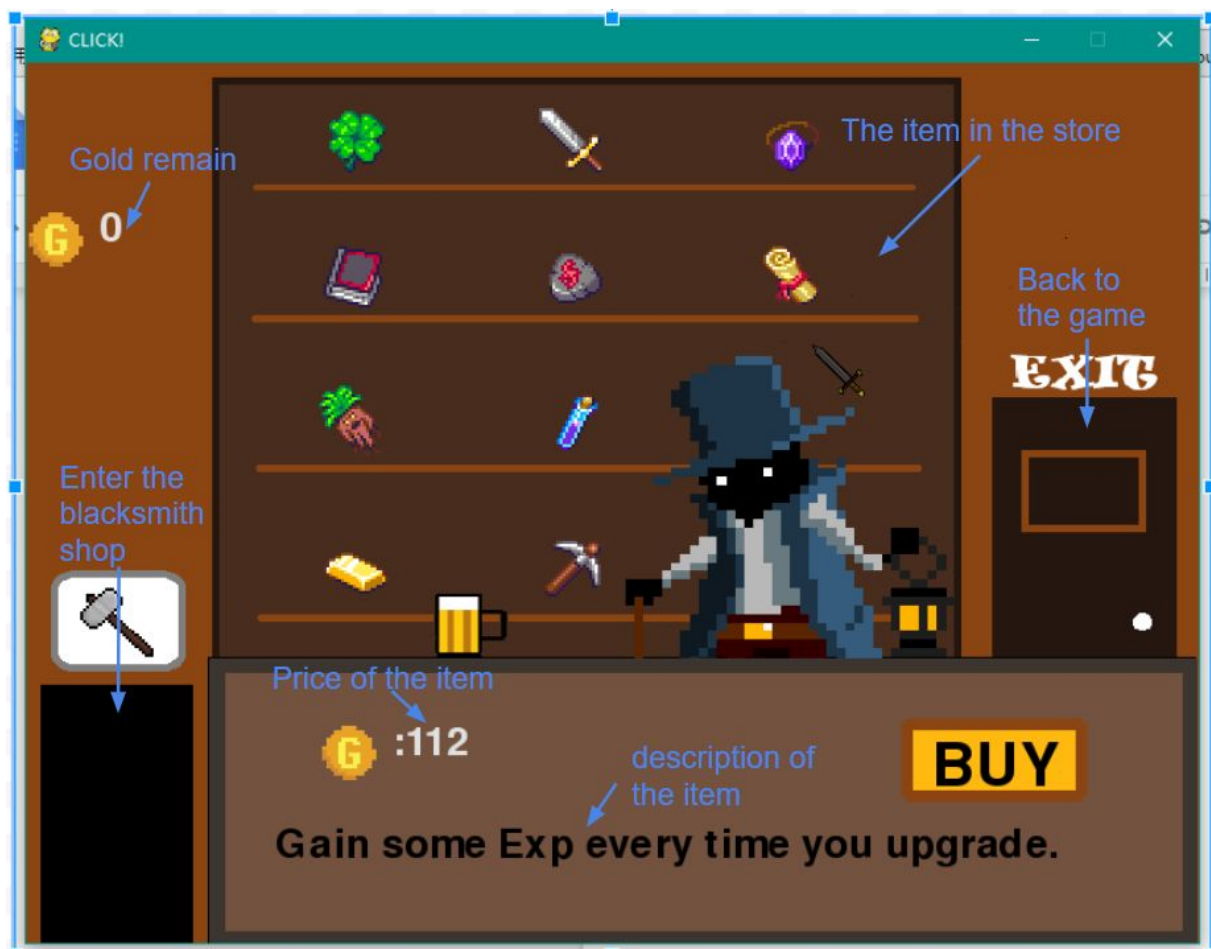 CLICK!
The item in the store
Gold remain
G 0
Back to
the game
EXIT
Enter the
blacksmith
shop
Price of the item
G :112
description of
the item
BUY
Gain some Exp every time you upgrade.